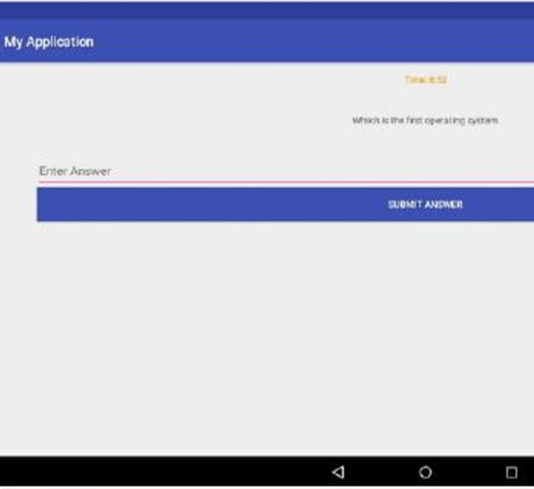 My Application
Time: 8:52
Which is the first operating system
Enter Answer
SUBMIT ANSWER